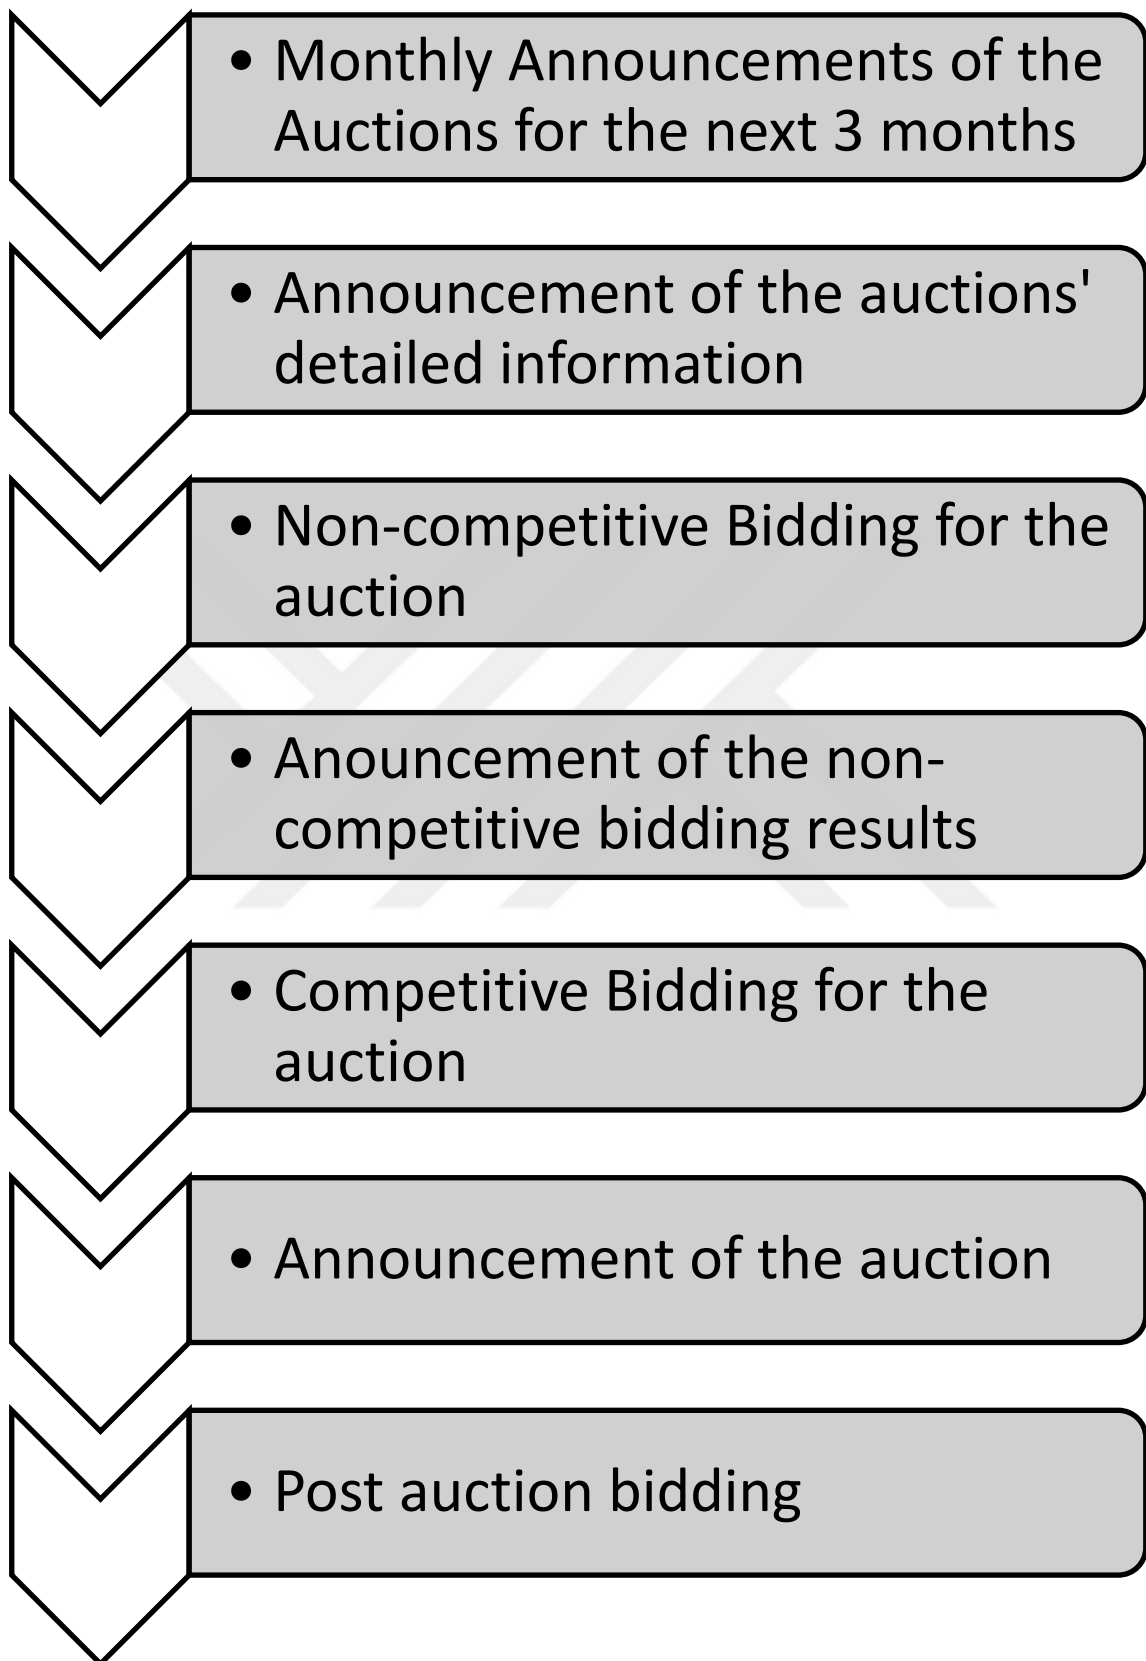 • Monthly Announcements of the
Auctions for the next 3 months
• Announcement of the auctions'
detailed information
• Non-competitive Bidding for the
auction
• Anouncement of the non-
competitive bidding results
• Competitive Bidding for the
auction
• Announcement of the auction
• Post auction bidding